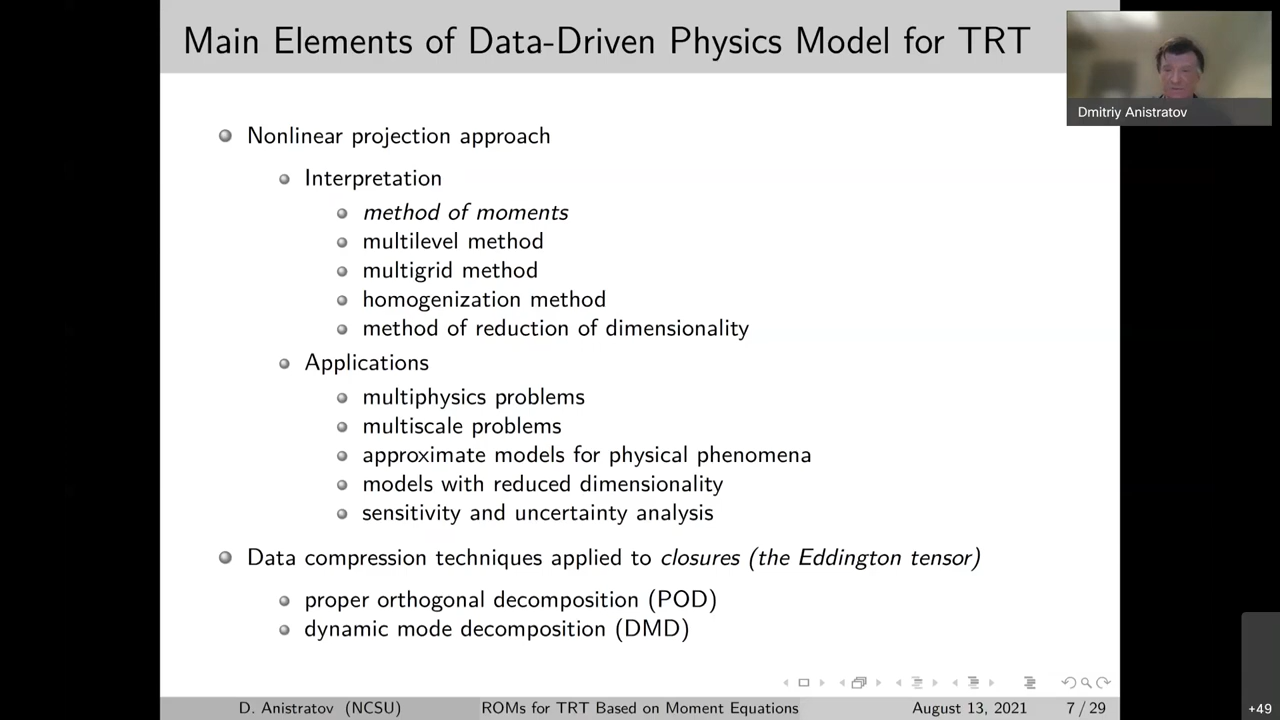 Main Elements of Data-Driven Physics Model for TRT
Dmitriy Anistratov
Nonlinear projection approach
Interpretation
method of moments
multilevel method
multigrid method
homogenization method
method of reduction of dimensionality
Applications
multiphysics problems
multiscale problems
approximate models for physical phenomena
models with reduced dimensionality
sensitivity and uncertainty analysis
Data compression techniques applied to closures (the Eddington tensor)
proper orthogonal decomposition (POD)
dynamic mode decomposition (DMD)
D. Anistratov (NCSU) ROMs for TRT Based on Moment Equations August 13, 2021 7 / 29
+49